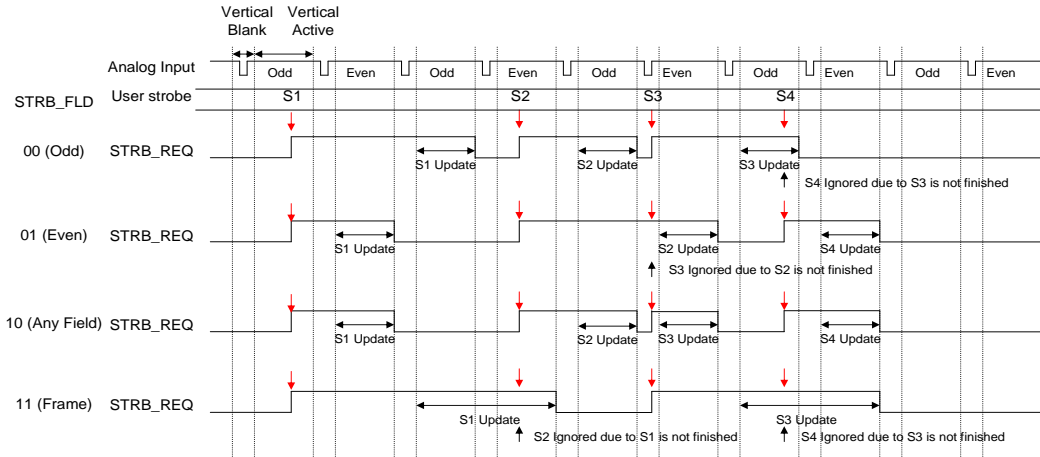 Vertical Blank
Vertical Active
Analog Input
Odd Even Odd Even Odd Even Odd Even Odd Even
STRB_FLD User strobe S1 S2 S3 S4
00 (Odd) STRB_REQ
S1 Update S2 Update S3 Update
S4 Ignored due to S3 is not finished
01 (Even) STRB_REQ
S1 Update S2 Update S4 Update
S3 Ignored due to S2 is not finished
10 (Any Field) STRB_REQ
S1 Update S2 Update S3 Update S4 Update
11 (Frame) STRB_REQ
S1 Update S3 Update
S2 Ignored due to S1 is not finished S4 Ignored due to S3 is not finished